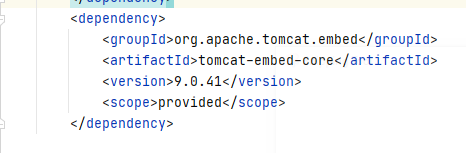 </dependency>
<dependency>
<groupId>org.apache.tomcat.embed</groupId>
<artifactId>tomcat-embed-core</artifactId>
<version>9.0.41</version>
<scope>provided</scope>
</dependency>